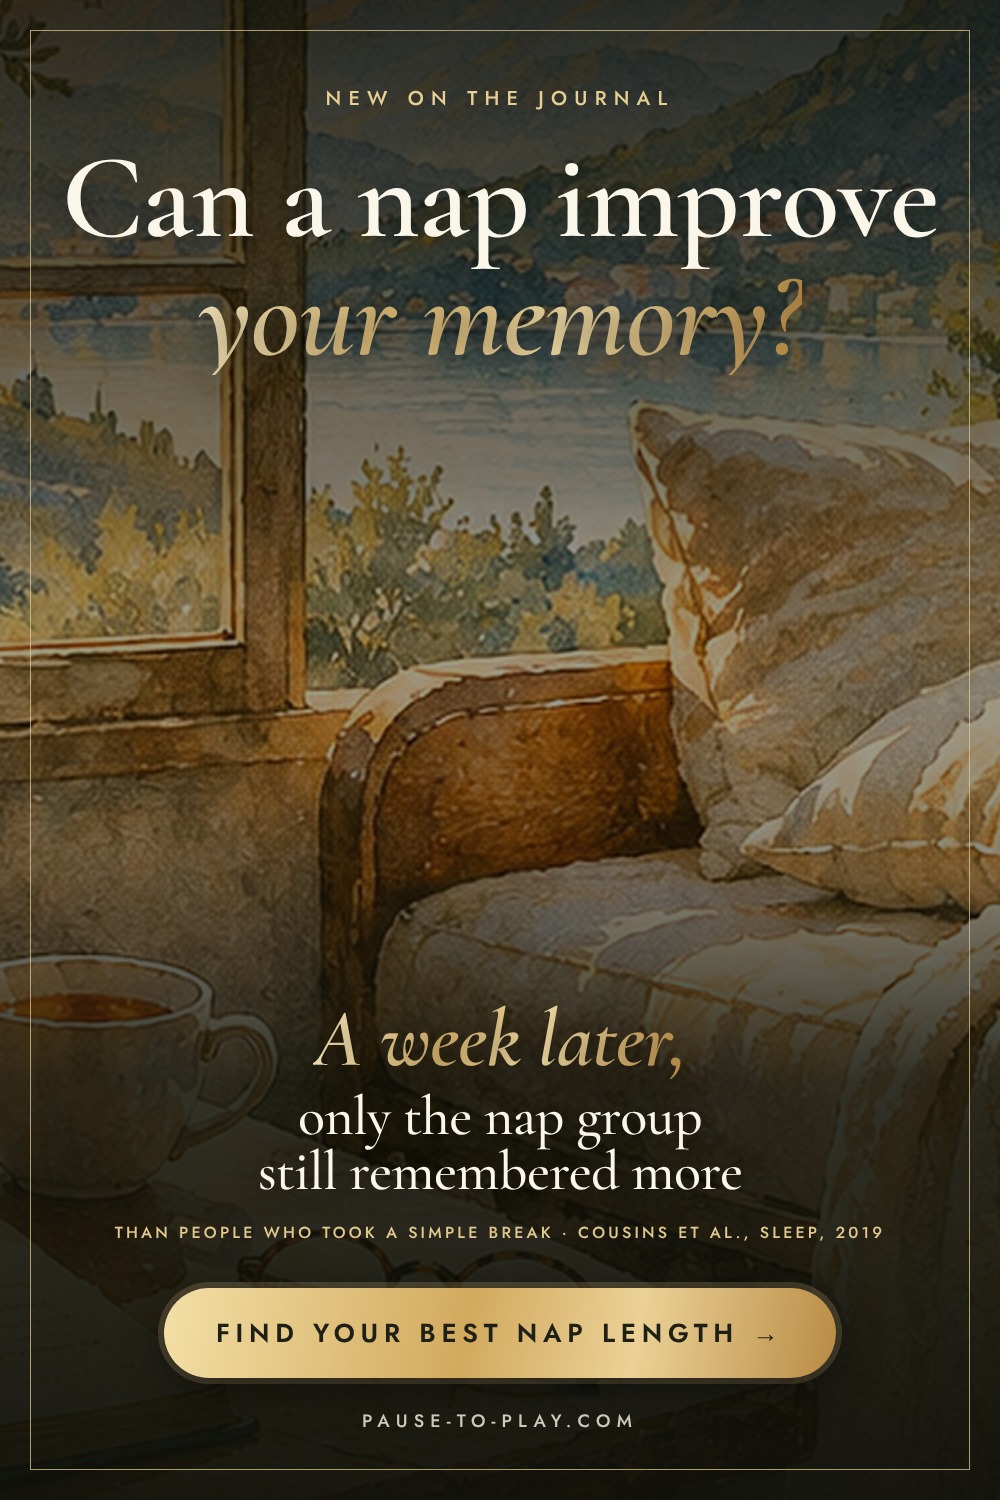 NEW ON THE JOURNAL
Can a nap improve
your memory?
A week later,
only the nap group
still remembered more
THAN PEOPLE WHO TOOK A SIMPLE BREAK · COUSINS ET AL., SLEEP, 2019
FIND YOUR BEST NAP LENGTH →
PAUSE-TO-PLAY.COM